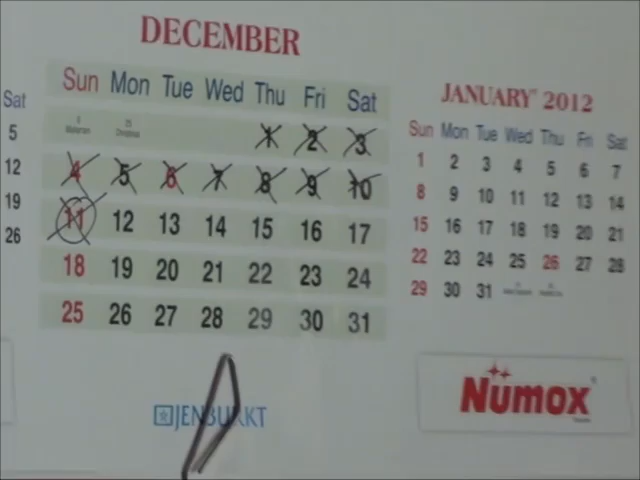 DECEMBER
Sun Mon Tue Wed Thu Fri Sat
1 2 3
4 5 6 7 8 9 10
11 12 13 14 15 16 17
18 19 20 21 22 23 24
25 26 27 28 29 30 31
JENBURKT
Sat
5
12
19
26
JANUARY 2012
Sun Mon Tue Wed Thu Fri Sat
1 2 3 4 5 6 7
8 9 10 11 12 13 14
15 16 17 18 19 20 21
22 23 24 25 26 27 28
29 30 31
Numox